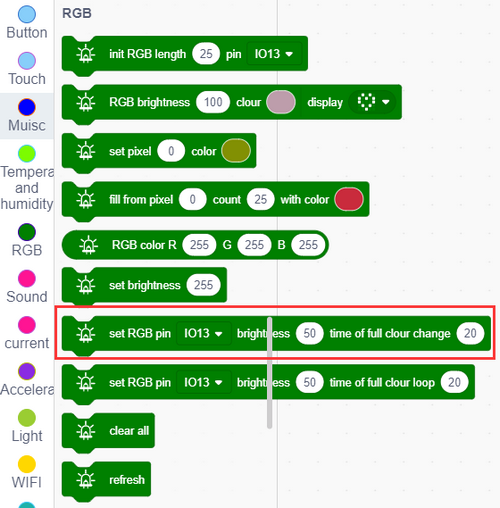 RGB
Button
Touch
Muisc
Tempera
and
humidity
RGB
Sound
current
Accelera
Light
WIFI
init RGB length 25 pin IO13
RGB brightness 100 clour display
set pixel 0 color
fill from pixel 0 count 25 with color
RGB color R 255 G 255 B 255
set brightness 255
set RGB pin IO13 brightness 50 time of full clour change 20
set RGB pin IO13 brightness 50 time of full clour loop 20
clear all
refresh